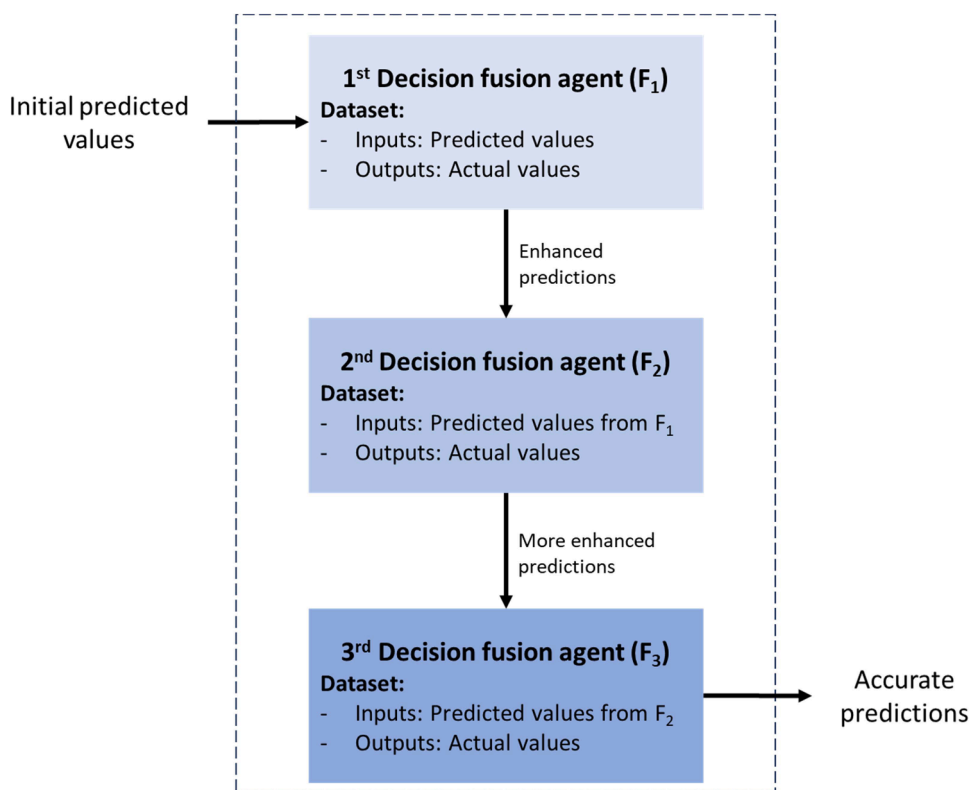 1st Decision fusion agent (F1)
Initial predicted
values
Dataset:
- Inputs: Predicted values
- Outputs: Actual values
Enhanced
predictions
2nd Decision fusion agent (F2)
Dataset:
- Inputs: Predicted values from F1
- Outputs: Actual values
More enhanced
predictions
3rd Decision fusion agent (F3)
Dataset:
- Inputs: Predicted values from F2
- Outputs: Actual values
Accurate
predictions